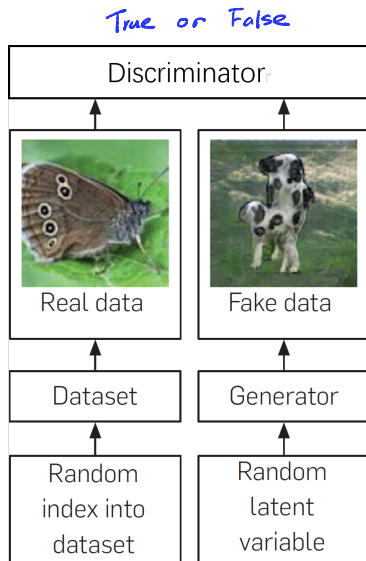 True or False
Discriminator
Real data
Fake data
Dataset
Generator
Random
index into
dataset
Random
latent
variable